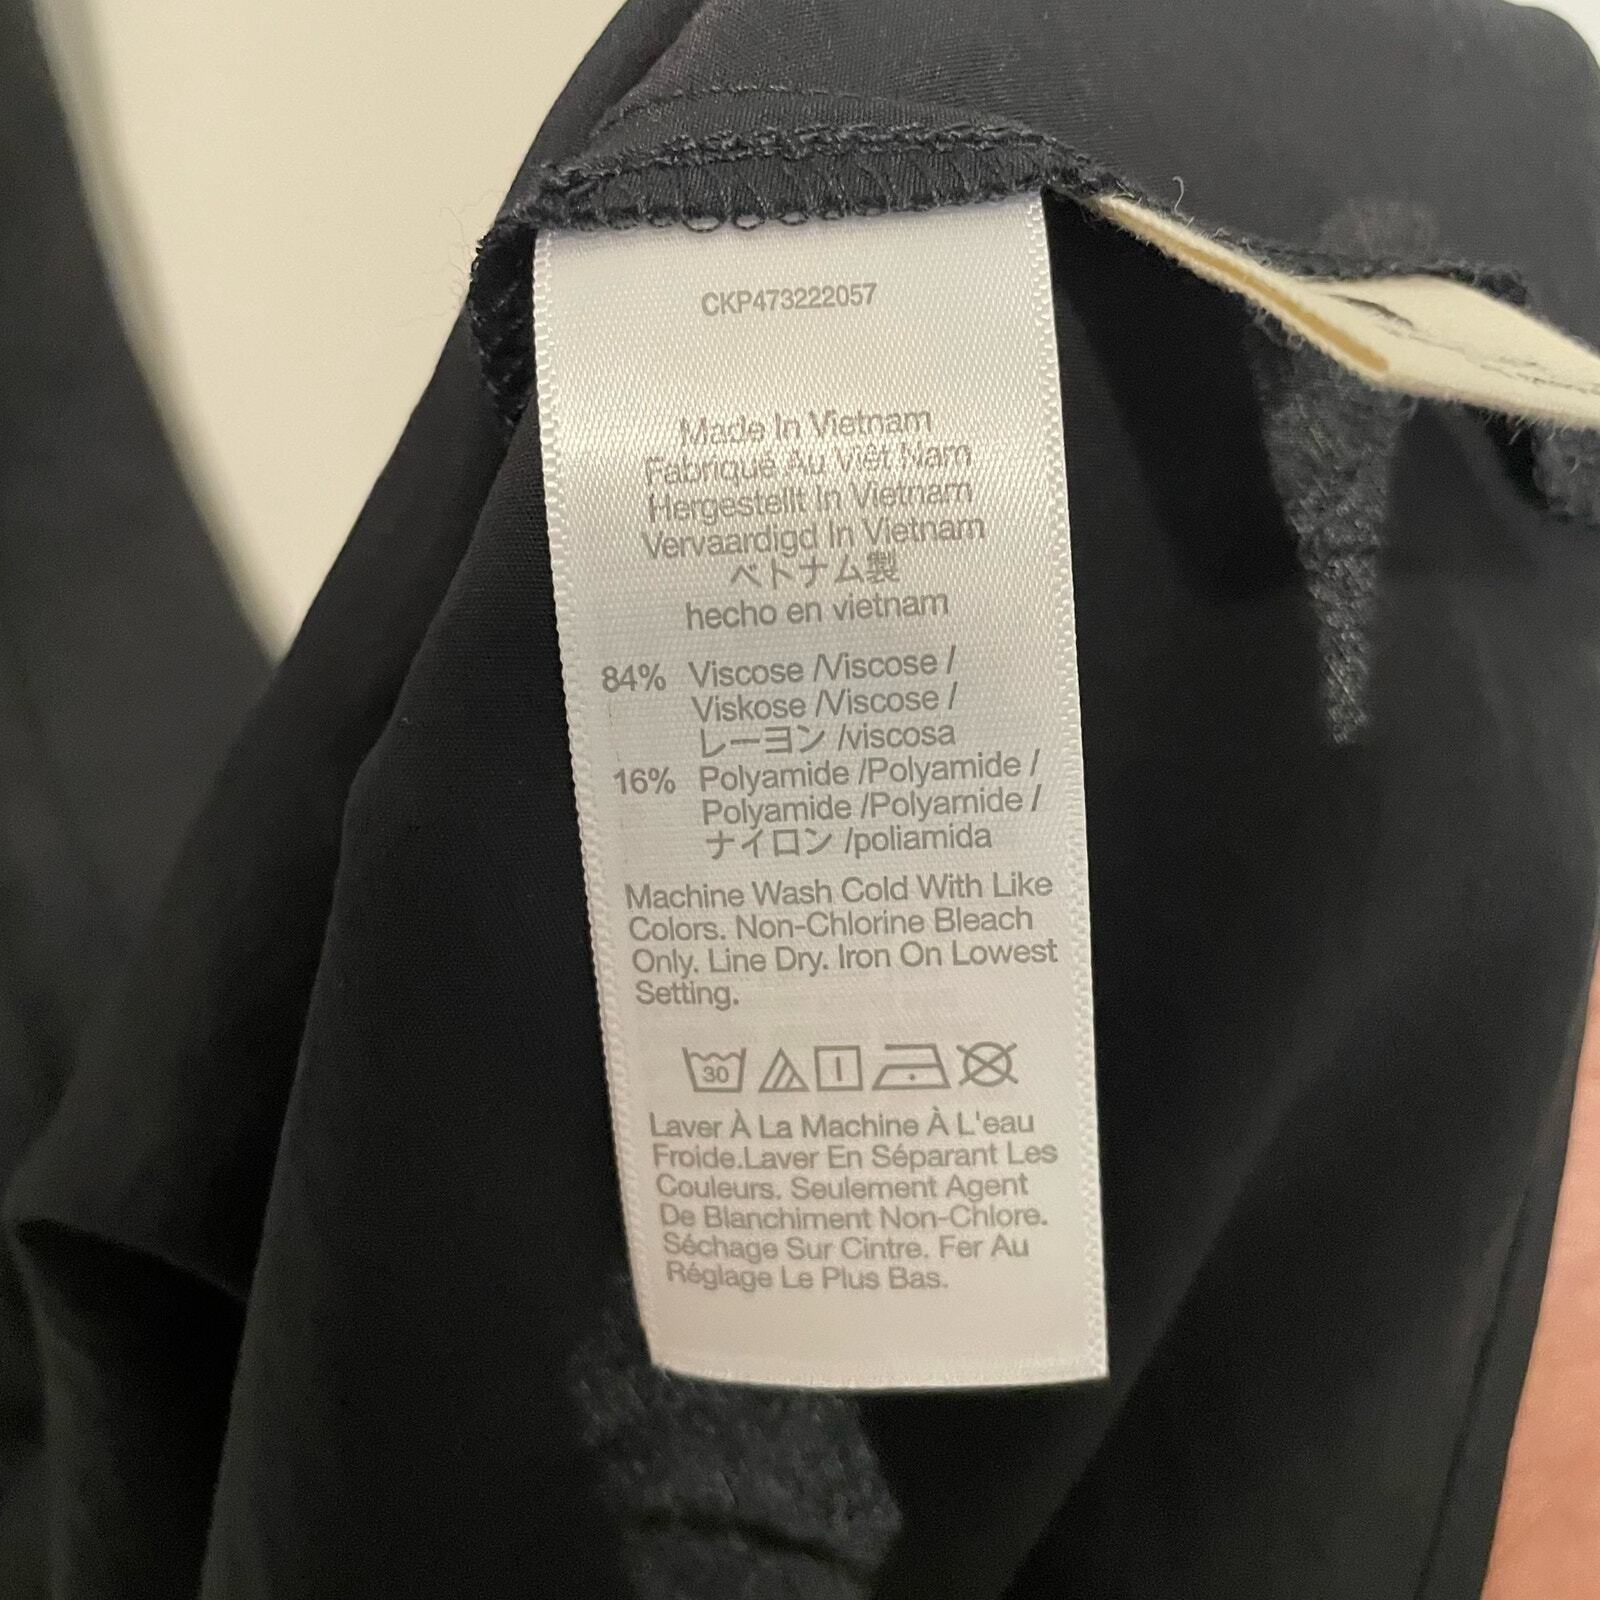 CKP473222057
Made In Vietnam
Fabriqué Au Viêt Nam
Hergestellt In Vietnam
Vervaardigd In Vietnam
ベトナム製
hecho en vietnam
84% Viscose /Viscose /
Viskose /Viscose /
レーヨン /viscosa
16% Polyamide /Polyamide /
Polyamide /Polyamide /
ナイロン /poliamida
Machine Wash Cold With Like
Colors. Non-Chlorine Bleach
Only. Line Dry. Iron On Lowest
Setting.
30
Laver À La Machine À L'eau
Froide.Laver En Séparant Les
Couleurs. Seulement Agent
De Blanchiment Non-Chlore.
Séchage Sur Cintre. Fer Au
Réglage Le Plus Bas.